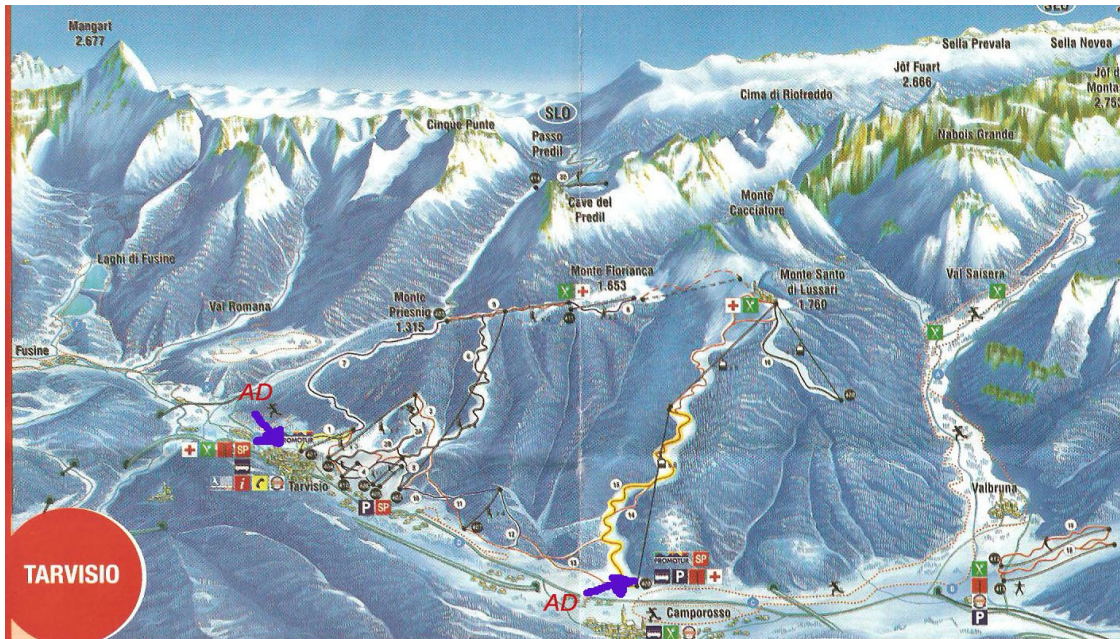 SLO
Mangart
2.677
Sella Prevala
Sella Nevea
Jôf Fuart
2.666
Cima di Riofreddo
SLO
Cinque Punte
Passo
Predil
Nabois Grande
Cave del
Predil
Monte
Cacciatore
Laghi di Fusine
Monte Florianca
1.653
Monte Santo
di Lussari
1.760
Val Saisera
Val Romana
Monte
Priesnig
1.315
Fusine
AD
PROMOTUR
SP
Tarvisio
P SP
Valbruna
TARVISIO
PROMOTUR SP
P
AD
Camporosso
P